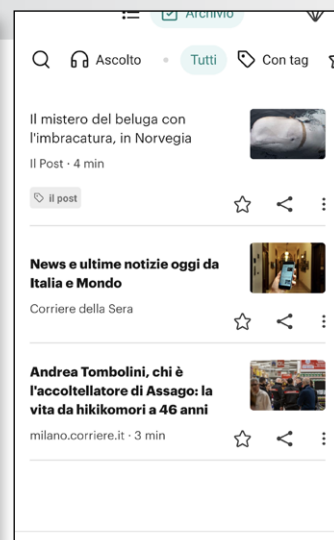 Archivio
Ascolto
Tutti
Con tag
Il mistero del beluga con
l'imbracatura, in Norvegia
Il Post · 4 min
il post
News e ultime notizie oggi da
Italia e Mondo
Corriere della Sera
Andrea Tombolini, chi è
l'accoltellatore di Assago: la
vita da hikikomori a 46 anni
milano.corriere.it · 3 min